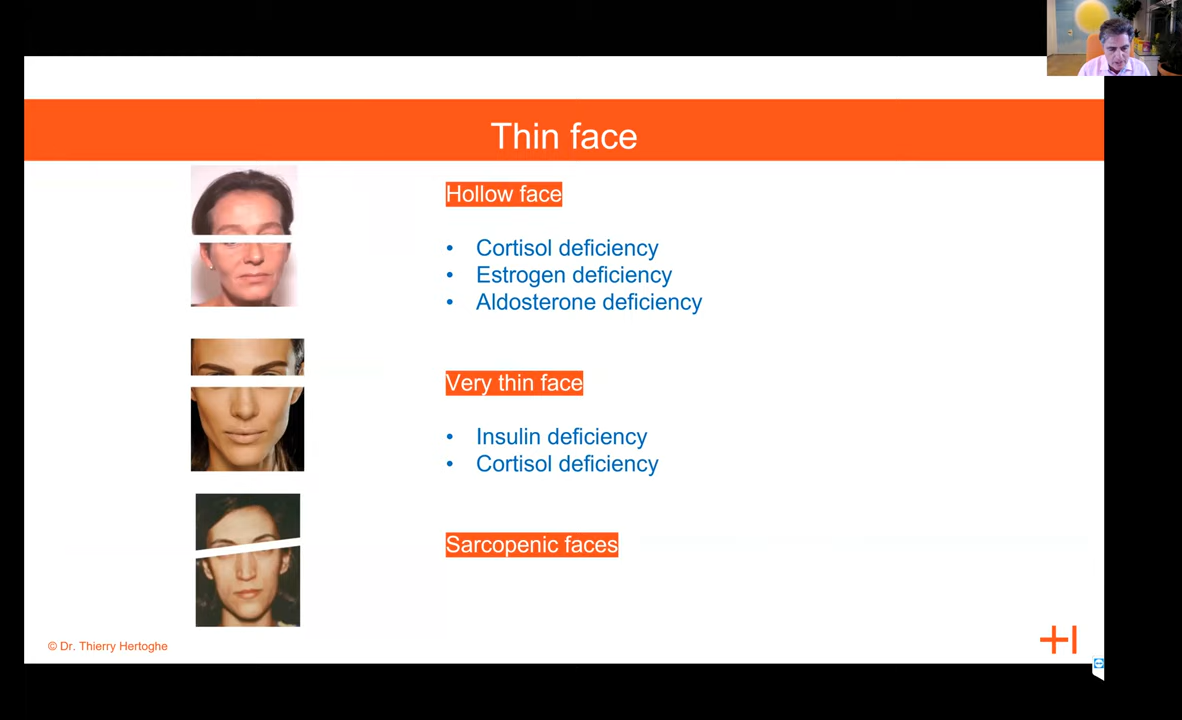 Thin face
Hollow face
• Cortisol deficiency
• Estrogen deficiency
• Aldosterone deficiency
Very thin face
• Insulin deficiency
• Cortisol deficiency
Sarcopenic faces
© Dr. Thierry Hertoghe